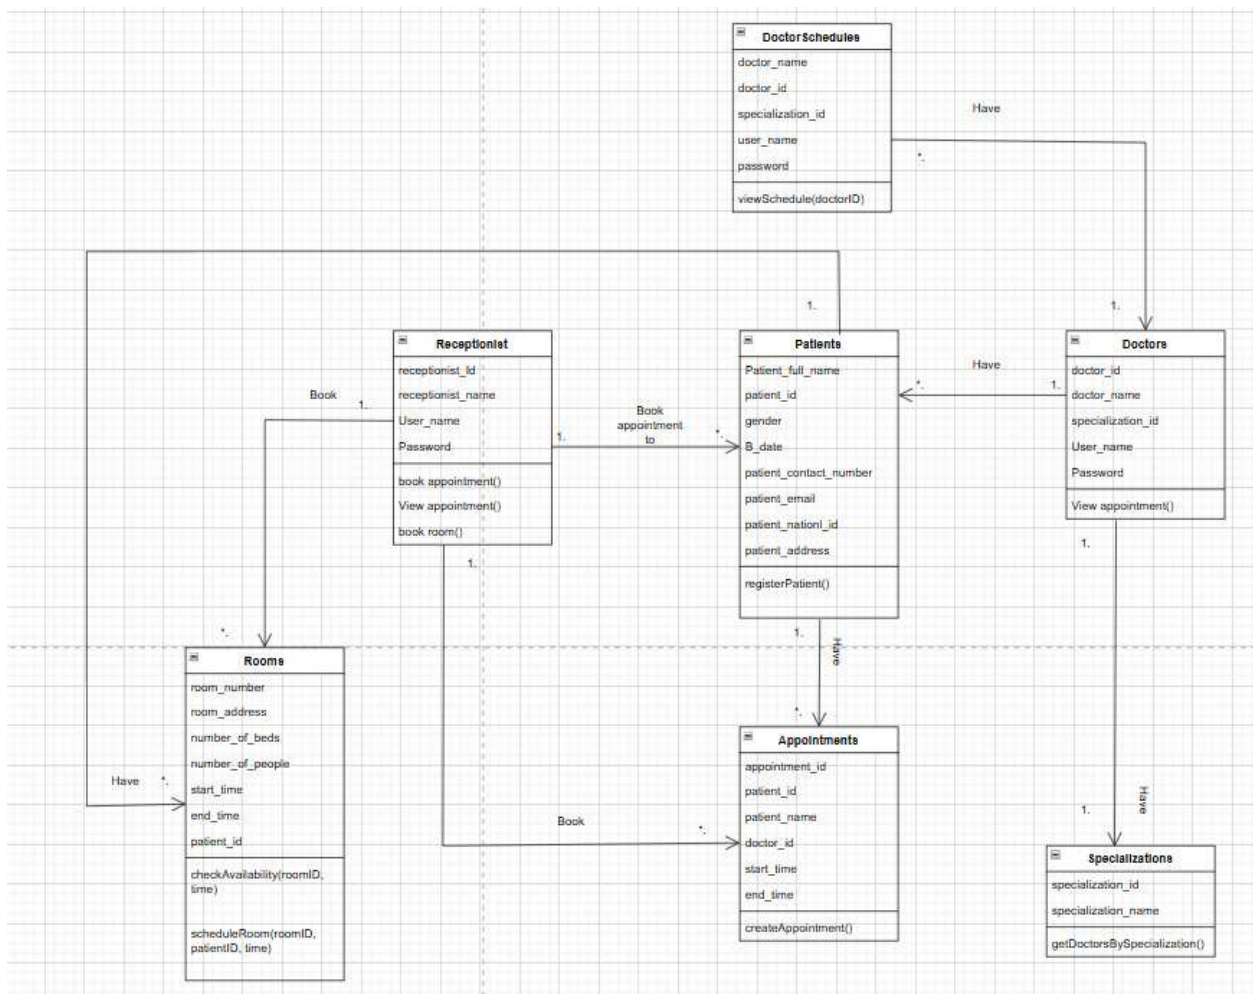 DoctorSchedules
doctor_name
doctor_id
specialization_id
user_name
password
viewSchedule(doctorID)
Have
*.
1.
1.
Receptionist
receptionist_Id
receptionist_name
User_name
Password
book appointment()
View appointment()
book room()
Book
1.
*.
Book
appointment
to
1.
*.
Patients
Patient_full_name
patient_id
gender
B_date
patient_contact_number
patient_email
patient_nationl_id
patient_address
registerPatient()
Have
*.
1.
Doctors
doctor_id
doctor_name
specialization_id
User_name
Password
View appointment()
1.
1.
1.
Have
*.
Rooms
room_number
room_address
number_of_beds
number_of_people
start_time
end_time
patient_id
checkAvailability(roomID,
time)
scheduleRoom(roomID,
patientID, time)
Have
*.
Book
*.
Appointments
appointment_id
patient_id
patient_name
doctor_id
start_time
end_time
createAppointment()
Have
1.
Specializations
specialization_id
specialization_name
getDoctorsBySpecialization()